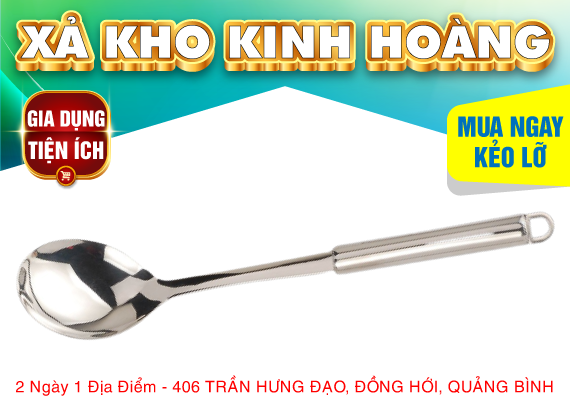 XẢ KHO KINH HOÀNG
GIA DỤNG
TIỆN ÍCH
MUA NGAY
KẺO LỠ
2 Ngày 1 Địa Điểm - 406 TRẦN HƯNG ĐẠO, ĐỒNG HỚI, QUẢNG BÌNH